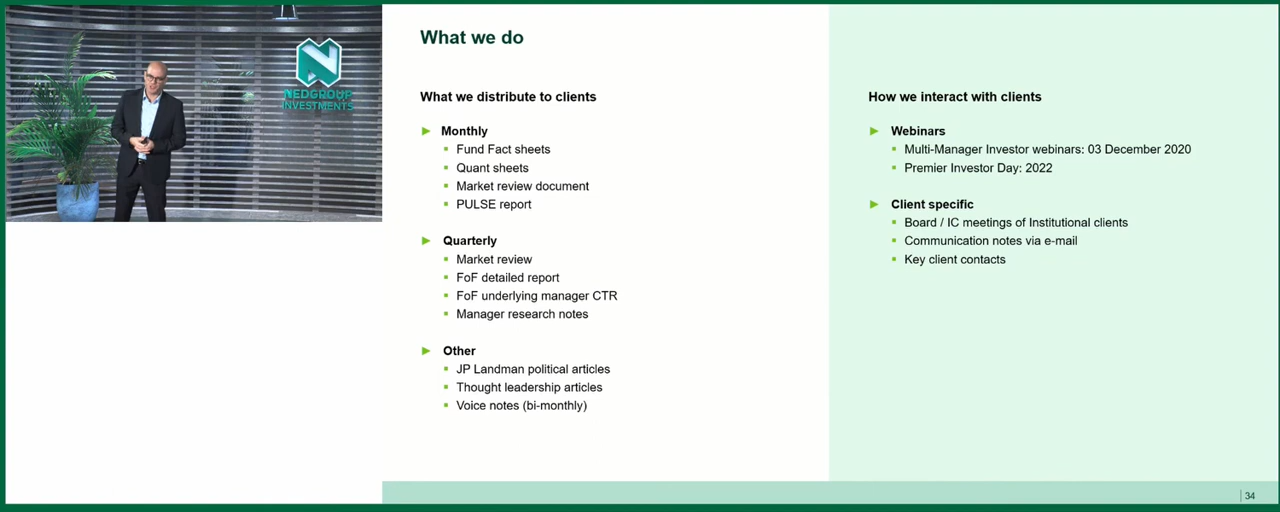 NEDGROUP
INVESTMENTS
What we do
What we distribute to clients
Monthly
Fund Fact sheets
Quant sheets
Market review document
PULSE report
Quarterly
Market review
FoF detailed report
FoF underlying manager CTR
Manager research notes
Other
JP Landman political articles
Thought leadership articles
Voice notes (bi-monthly)
How we interact with clients
Webinars
Multi-Manager Investor webinars: 03 December 2020
Premier Investor Day: 2022
Client specific
Board / IC meetings of Institutional clients
Communication notes via e-mail
Key client contacts
34